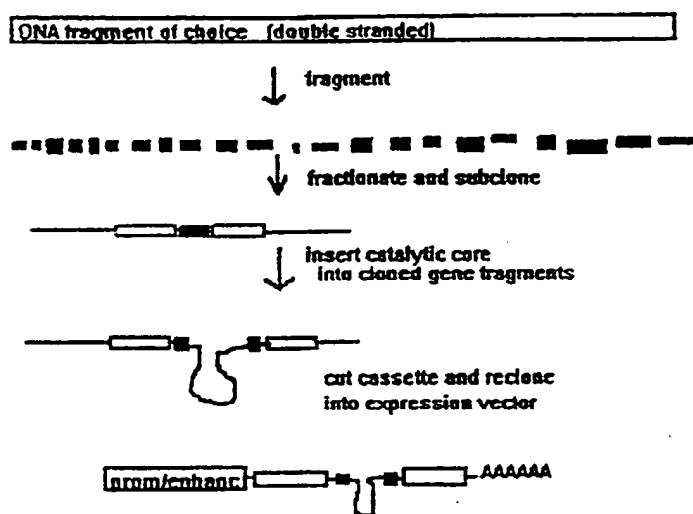 DNA fragment of choice (double stranded)
fragment
fractionate and subclone
insert catalytic core
into cloned gene fragments
cut cassette and reclone
into expression vector
prom/enhanc
AAAAAA